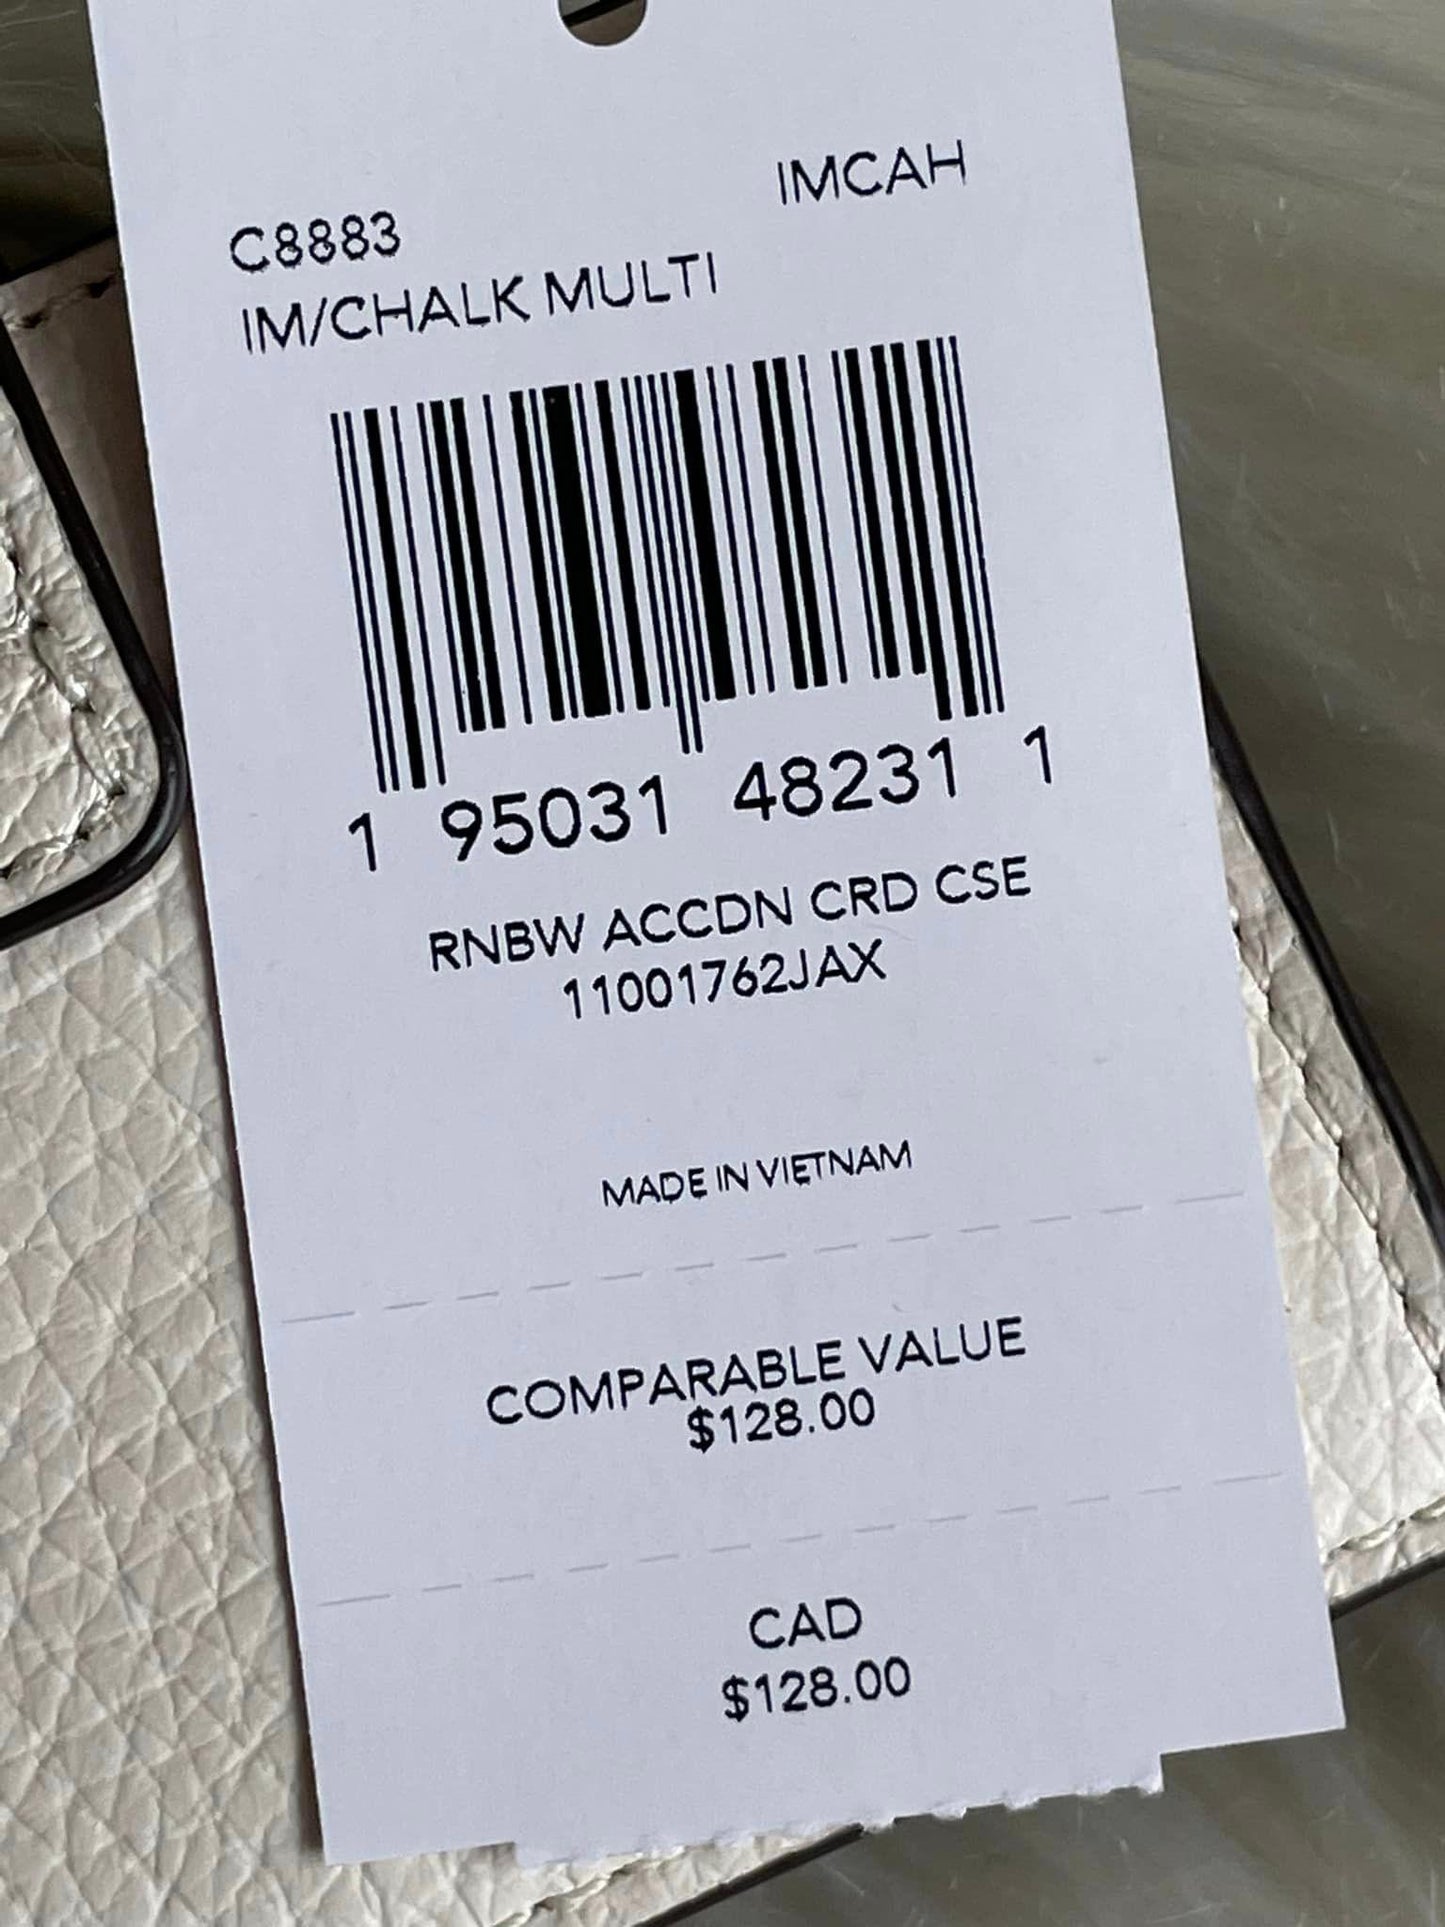 IMCAH
C8883
IM/CHALK MULTI
1 95031 48231 1
RNBW ACCDN CRD CSE
11001762JAX
MADE IN VIETNAM
COMPARABLE VALUE
$128.00
CAD
$128.00